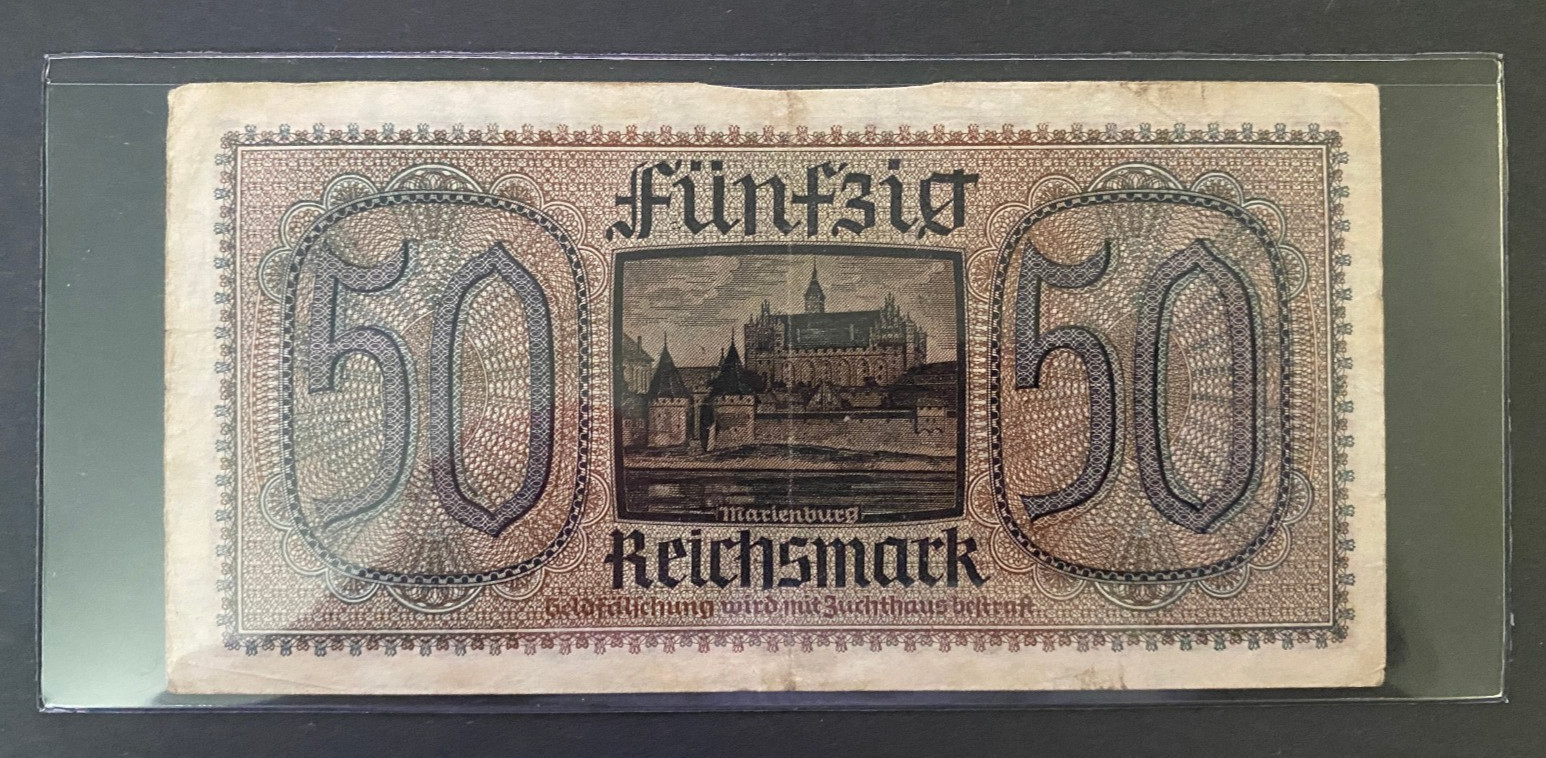 Fünfzig
50 50
Marienburg
Reichsmark
Geldfälschung wird mit Zuchthaus bestraft.